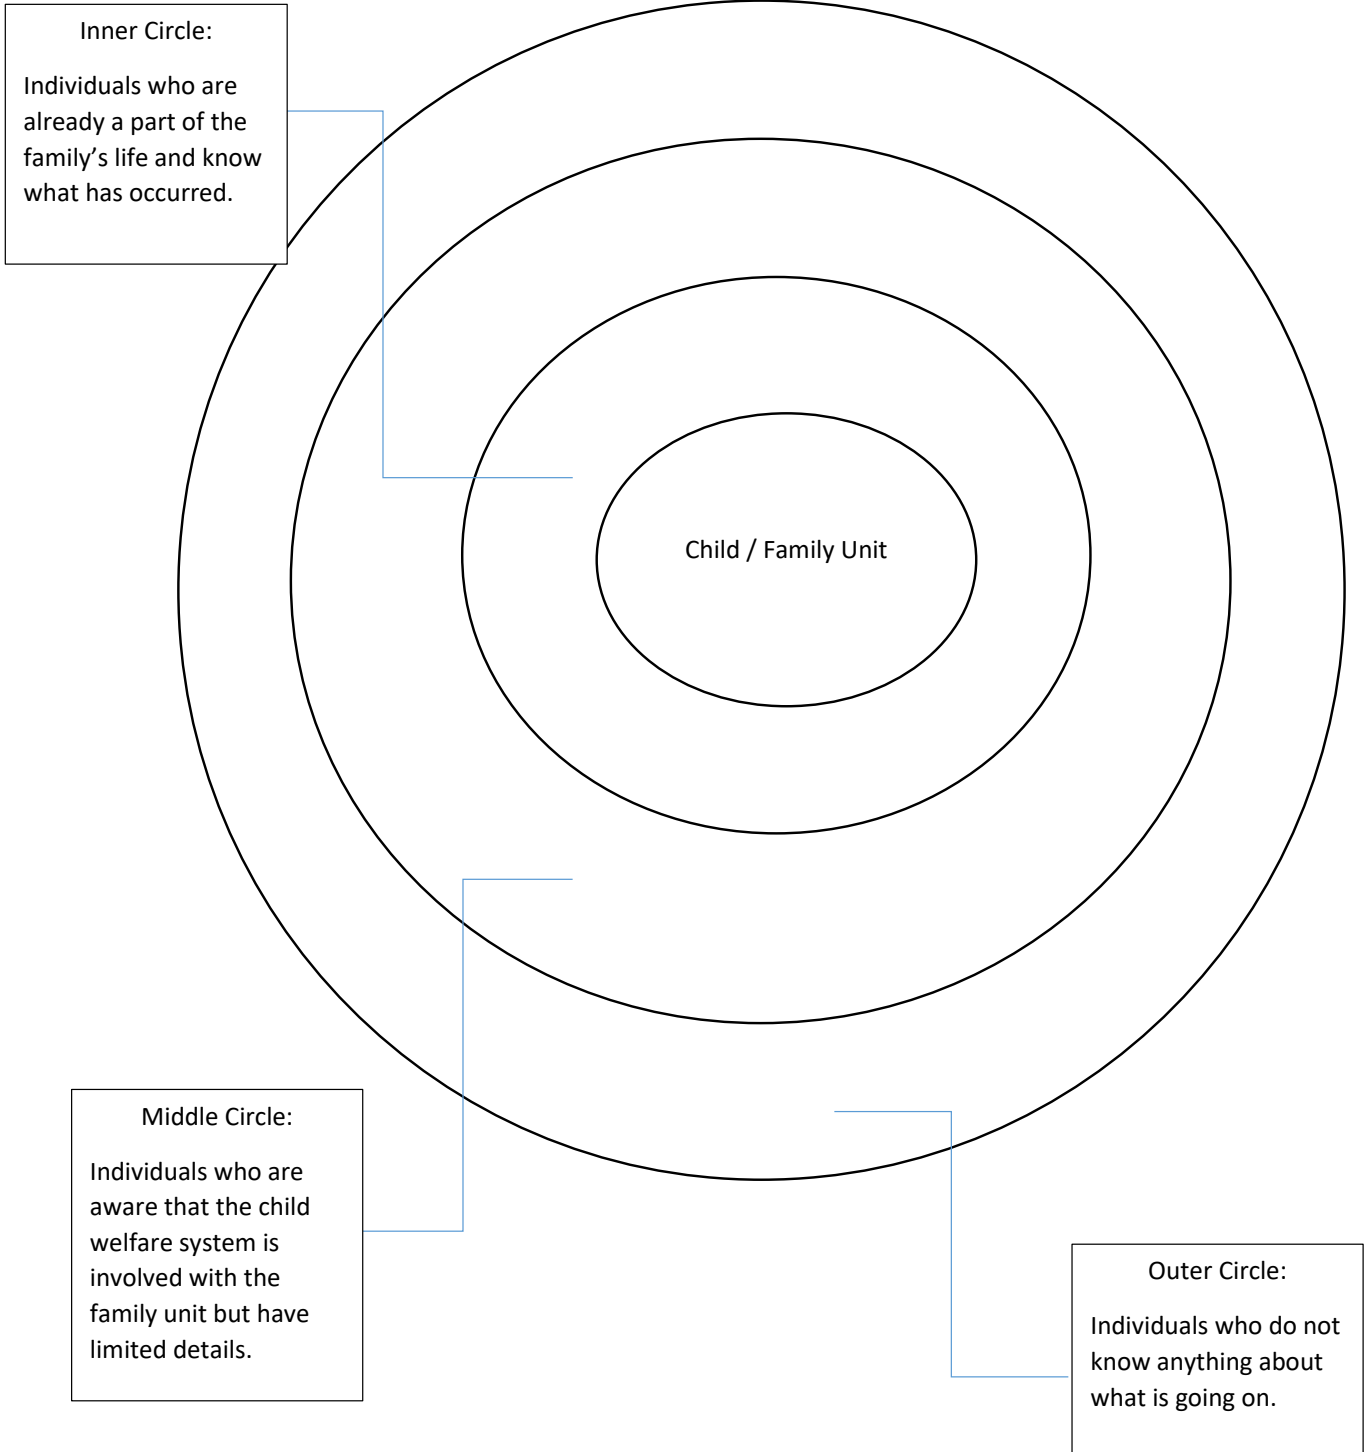 Inner Circle:
Individuals who are
already a part of the
family’s life and know
what has occurred.
Child / Family Unit
Middle Circle:
Individuals who are
aware that the child
welfare system is
involved with the
family unit but have
limited details.
Outer Circle:
Individuals who do not
know anything about
what is going on.